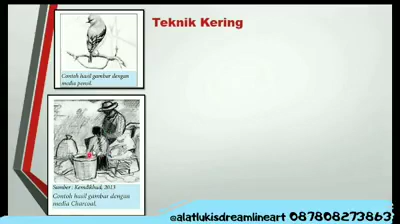 Teknik Kering
Contoh hasil gambar dengan
media pensil.
Sumber : Kemdikbud, 2013
Contoh hasil gambar dengan
media Charcoal.
@alatlukisdreamlineart 087808273863